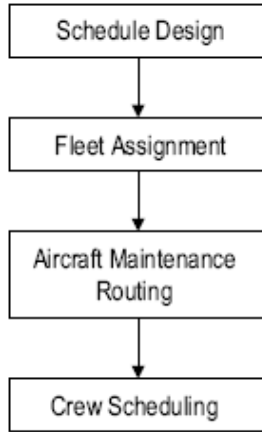 Schedule Design
Fleet Assignment
Aircraft Maintenance
Routing
Crew Scheduling